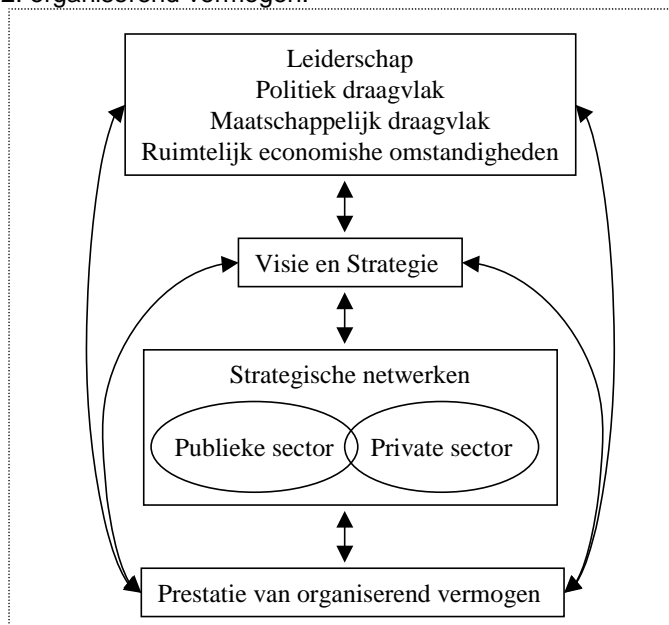 2. organiserend vermogen.
Leiderschap
Politiek draagvlak
Maatschappelijk draagvlak
Ruimtelijk economishe omstandigheden
Visie en Strategie
Strategische netwerken
Publieke sector
Private sector
Prestatie van organiserend vermogen